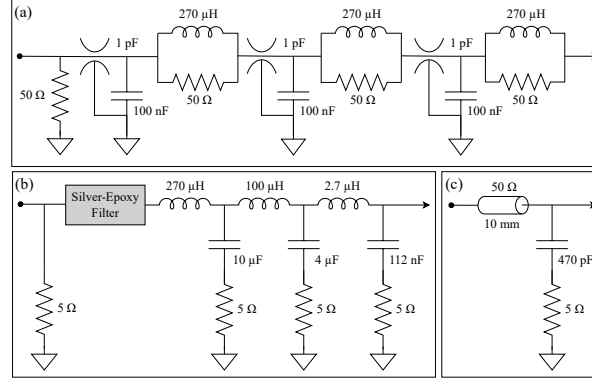 (a)
270 µH
270 µH
270 µH
1 pF
1 pF
1 pF
50 Ω
100 nF
50 Ω
100 nF
50 Ω
100 nF
50 Ω
(b)
Silver-Epoxy
Filter
270 µH
100 µH
2.7 µH
10 µF
4 µF
112 nF
5 Ω
5 Ω
5 Ω
5 Ω
(c)
50 Ω
10 mm
470 pF
5 Ω